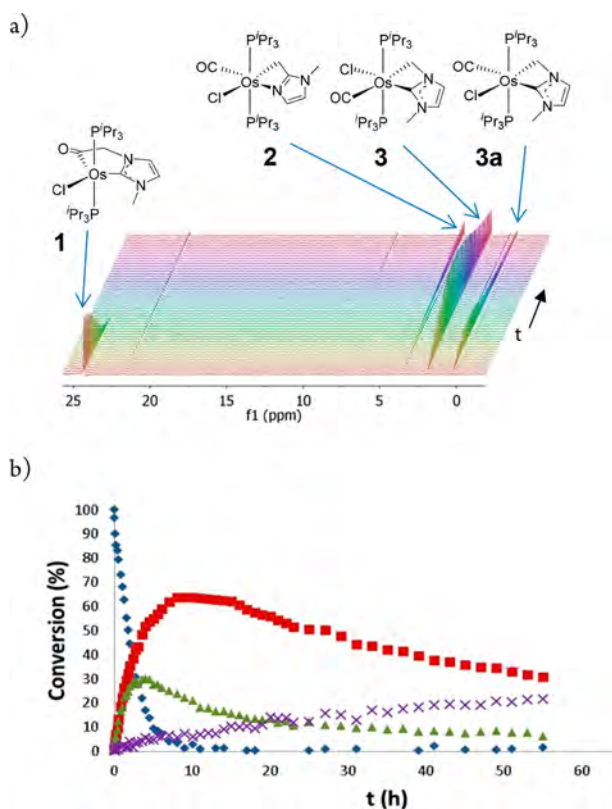 a)
PⁱPr₃ PⁱPr₃ PⁱPr₃
OC Cl OC
Os N N Os N Os N
Cl N OC N Cl N
PⁱPr₃ ⁱPr₃P PⁱPr₃
2 3 3a
PⁱPr₃
O N
Os
Cl N
ⁱPr₃P
1
t
25 20 15 10 5 0
f1 (ppm)
b)
Conversion (%)
100
90
80
70
60
50
40
30
20
10
0
0 10 20 30 40 50 60
t (h)